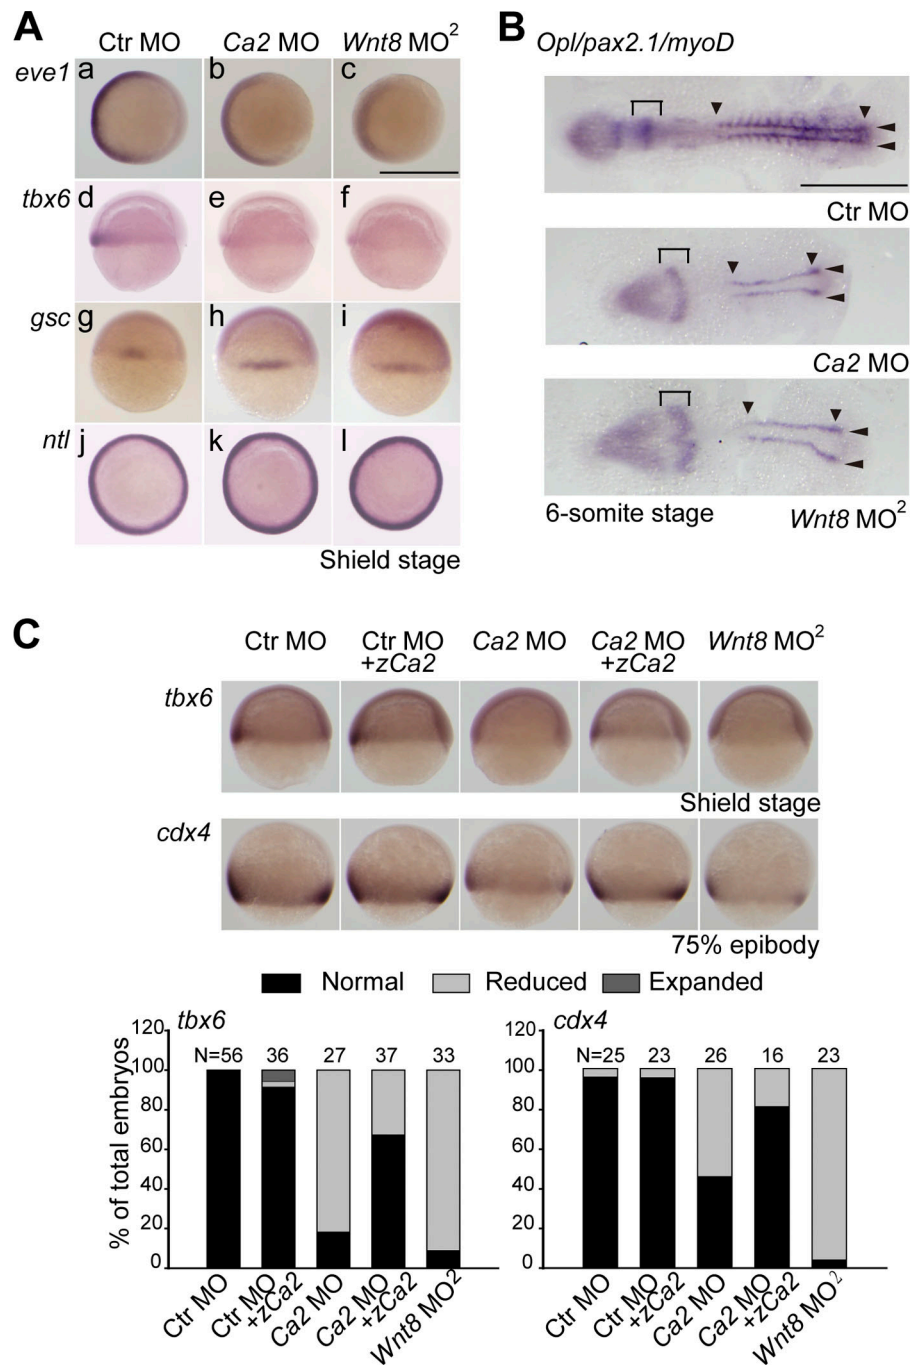 A
Ctr MO Ca2 MO Wnt8 MO2
eve1 a b c
tbx6 d e f
gsc g h i
ntl j k l
Shield stage
B
Opl/pax2.1/myoD
Ctr MO
Ca2 MO
6-somite stage
Wnt8 MO2
C
Ctr MO Ctr MO +zCa2 Ca2 MO Ca2 MO +zCa2 Wnt8 MO2
tbx6
Shield stage
cdx4
75% epibody
Normal Reduced Expanded
tbx6
% of total embryos
120
100
80
60
40
20
0
N=56 36 27 37 33
Ctr MO
Ctr MO
+zCa2
Ca2 MO
Ca2 MO
+zCa2
Wnt8 MO2
cdx4
120
100
80
60
40
20
0
N=25 23 26 16 23
Ctr MO
Ctr MO
+zCa2
Ca2 MO
Ca2 MO
+zCa2
Wnt8 MO2